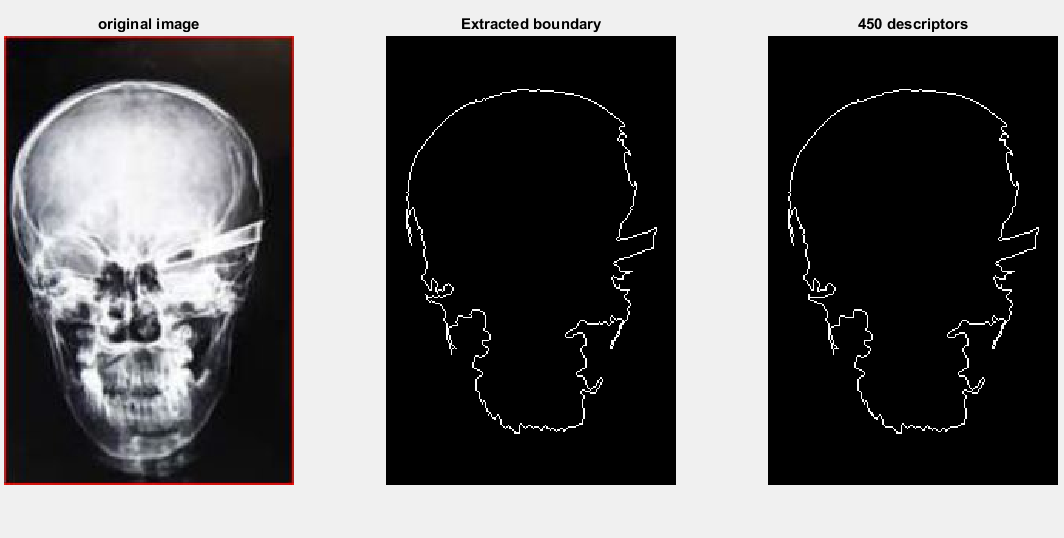 original image
Extracted boundary
450 descriptors